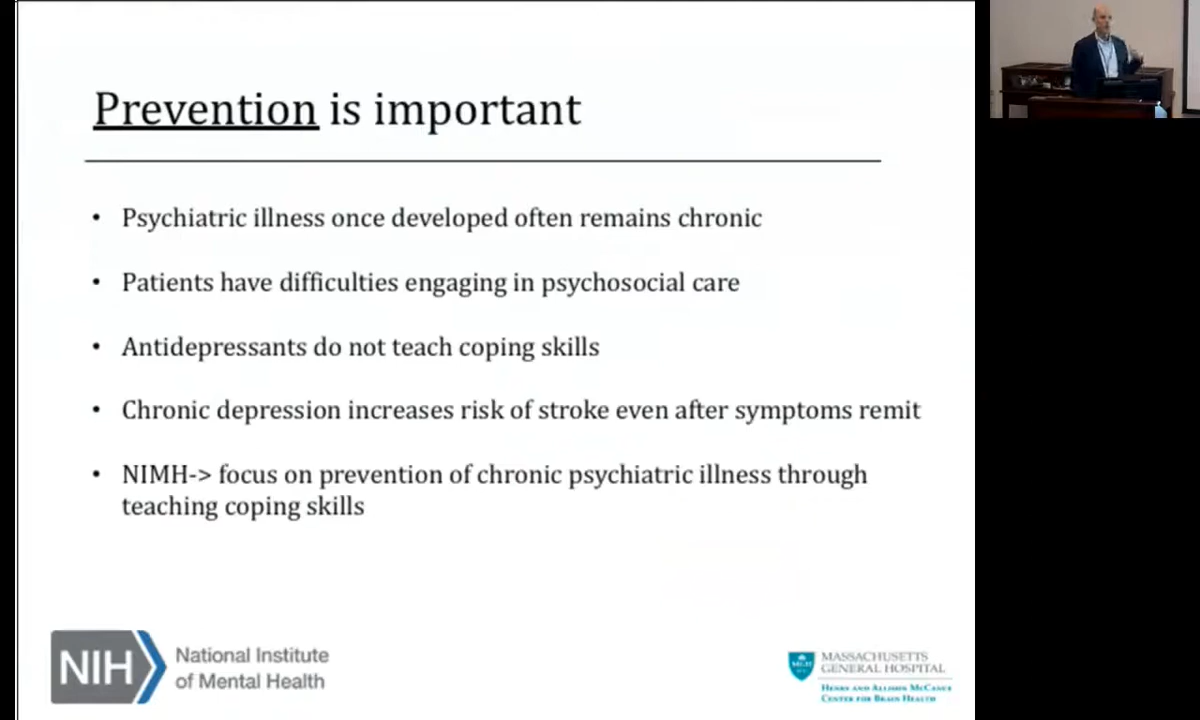 Prevention is important
• Psychiatric illness once developed often remains chronic
• Patients have difficulties engaging in psychosocial care
• Antidepressants do not teach coping skills
• Chronic depression increases risk of stroke even after symptoms remit
• NIMH-> focus on prevention of chronic psychiatric illness through
teaching coping skills
NIH
National Institute
of Mental Health
MGH
MASSACHUSETTS
GENERAL HOSPITAL
HENRY AND ALLISON MCCANCE
CENTER FOR BRAIN HEALTH